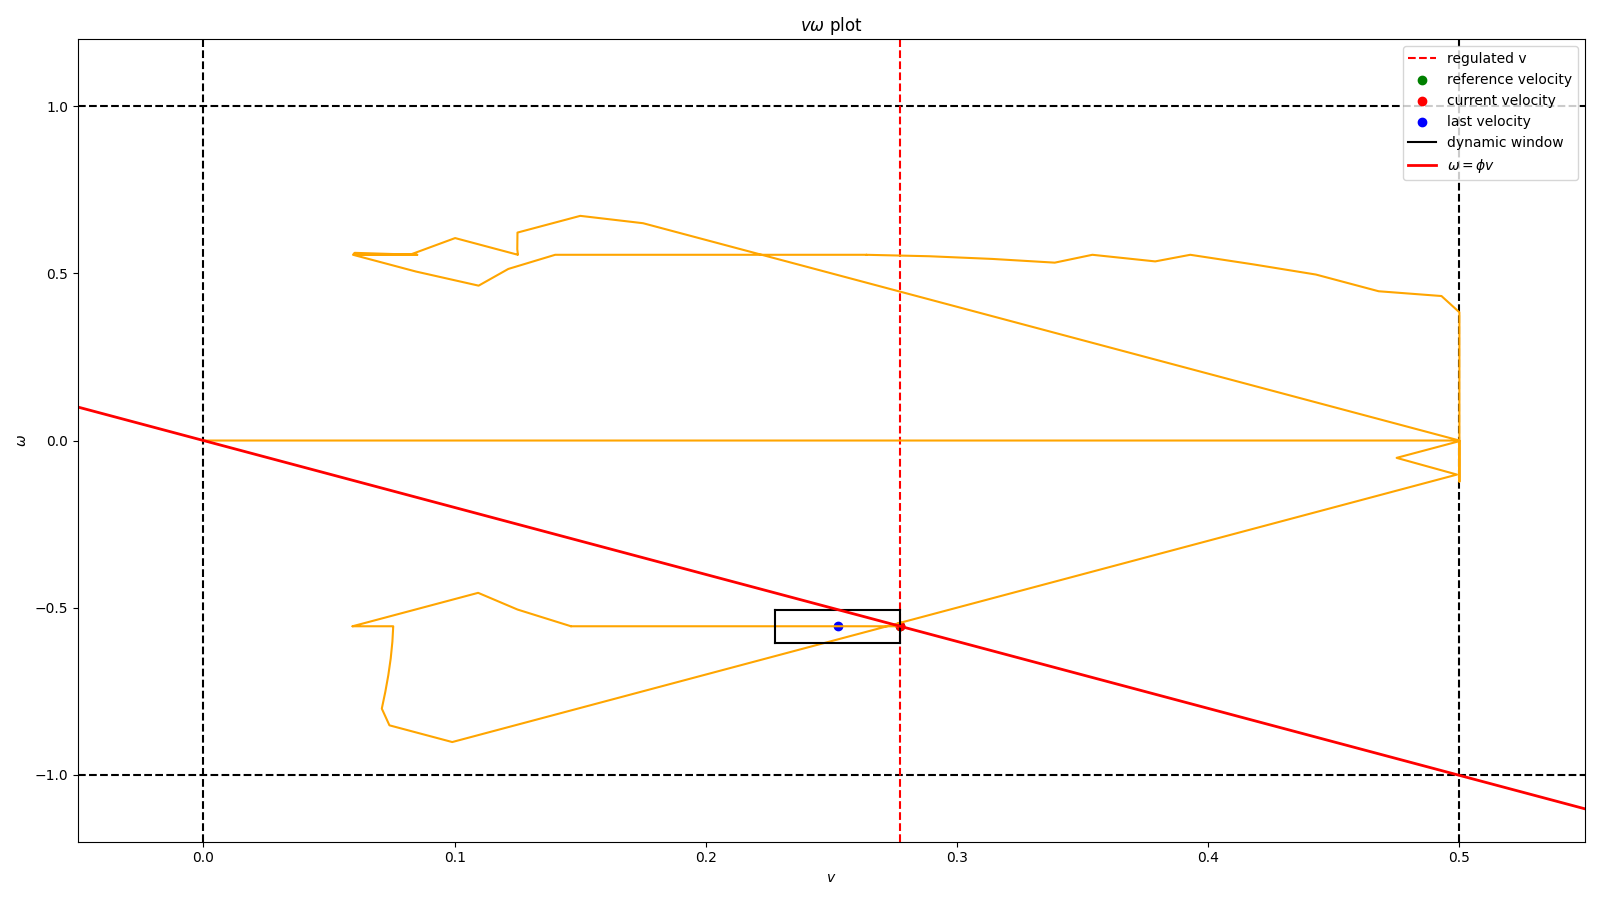 vω plot
regulated v
reference velocity
current velocity
last velocity
dynamic window
ω = ϕv
1.0
0.5
0.0
−0.5
−1.0
ω
0.0 0.1 0.2 0.3 0.4 0.5
v